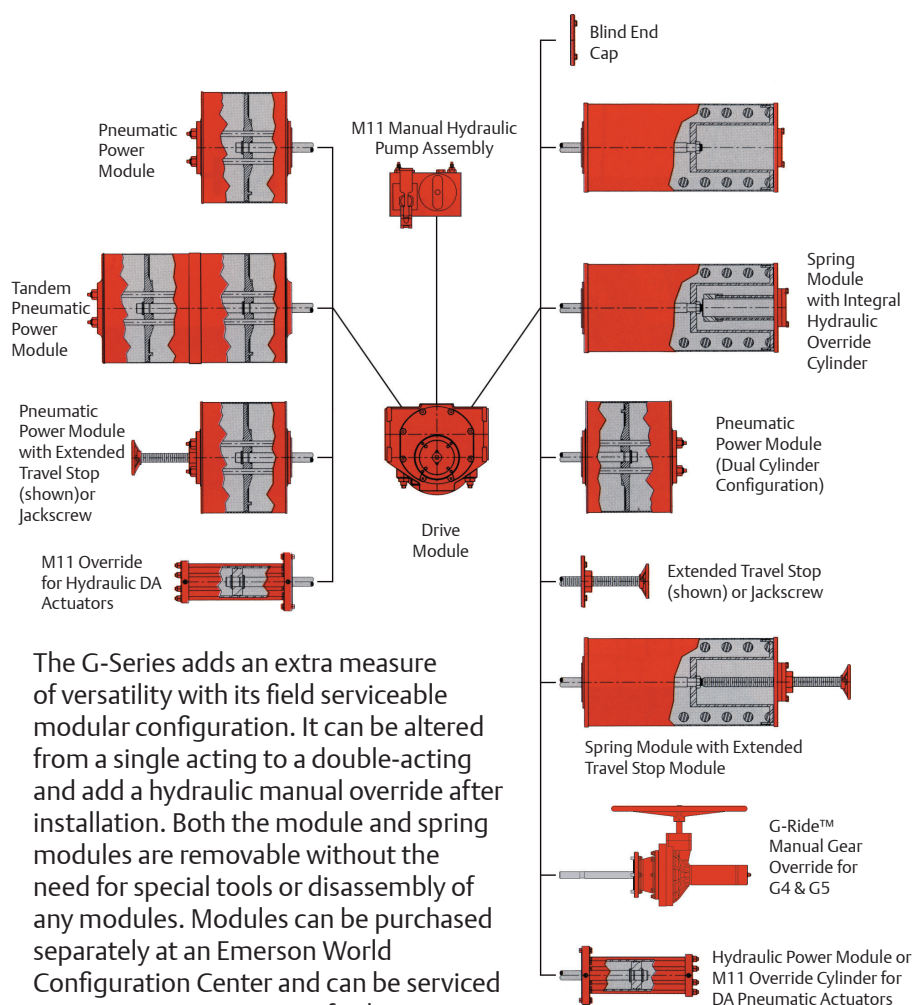 Blind End
Cap
Pneumatic
Power
Module
M11 Manual Hydraulic
Pump Assembly
Tandem
Pneumatic
Power
Module
Spring
Module
with Integral
Hydraulic
Override
Cylinder
Pneumatic
Power Module
with Extended
Travel Stop
(shown)or
Jackscrew
Pneumatic
Power Module
(Dual Cylinder
Configuration)
Drive
Module
M11 Override
for Hydraulic DA
Actuators
Extended Travel Stop
(shown) or Jackscrew
Spring Module with Extended
Travel Stop Module
G-Ride™
Manual Gear
Override for
G4 & G5
Hydraulic Power Module or
M11 Override Cylinder for
DA Pneumatic Actuators
The G-Series adds an extra measure
of versatility with its field serviceable
modular configuration. It can be altered
from a single acting to a double-acting
and add a hydraulic manual override after
installation. Both the module and spring
modules are removable without the
need for special tools or disassembly of
any modules. Modules can be purchased
separately at an Emerson World
Configuration Center and can be serviced